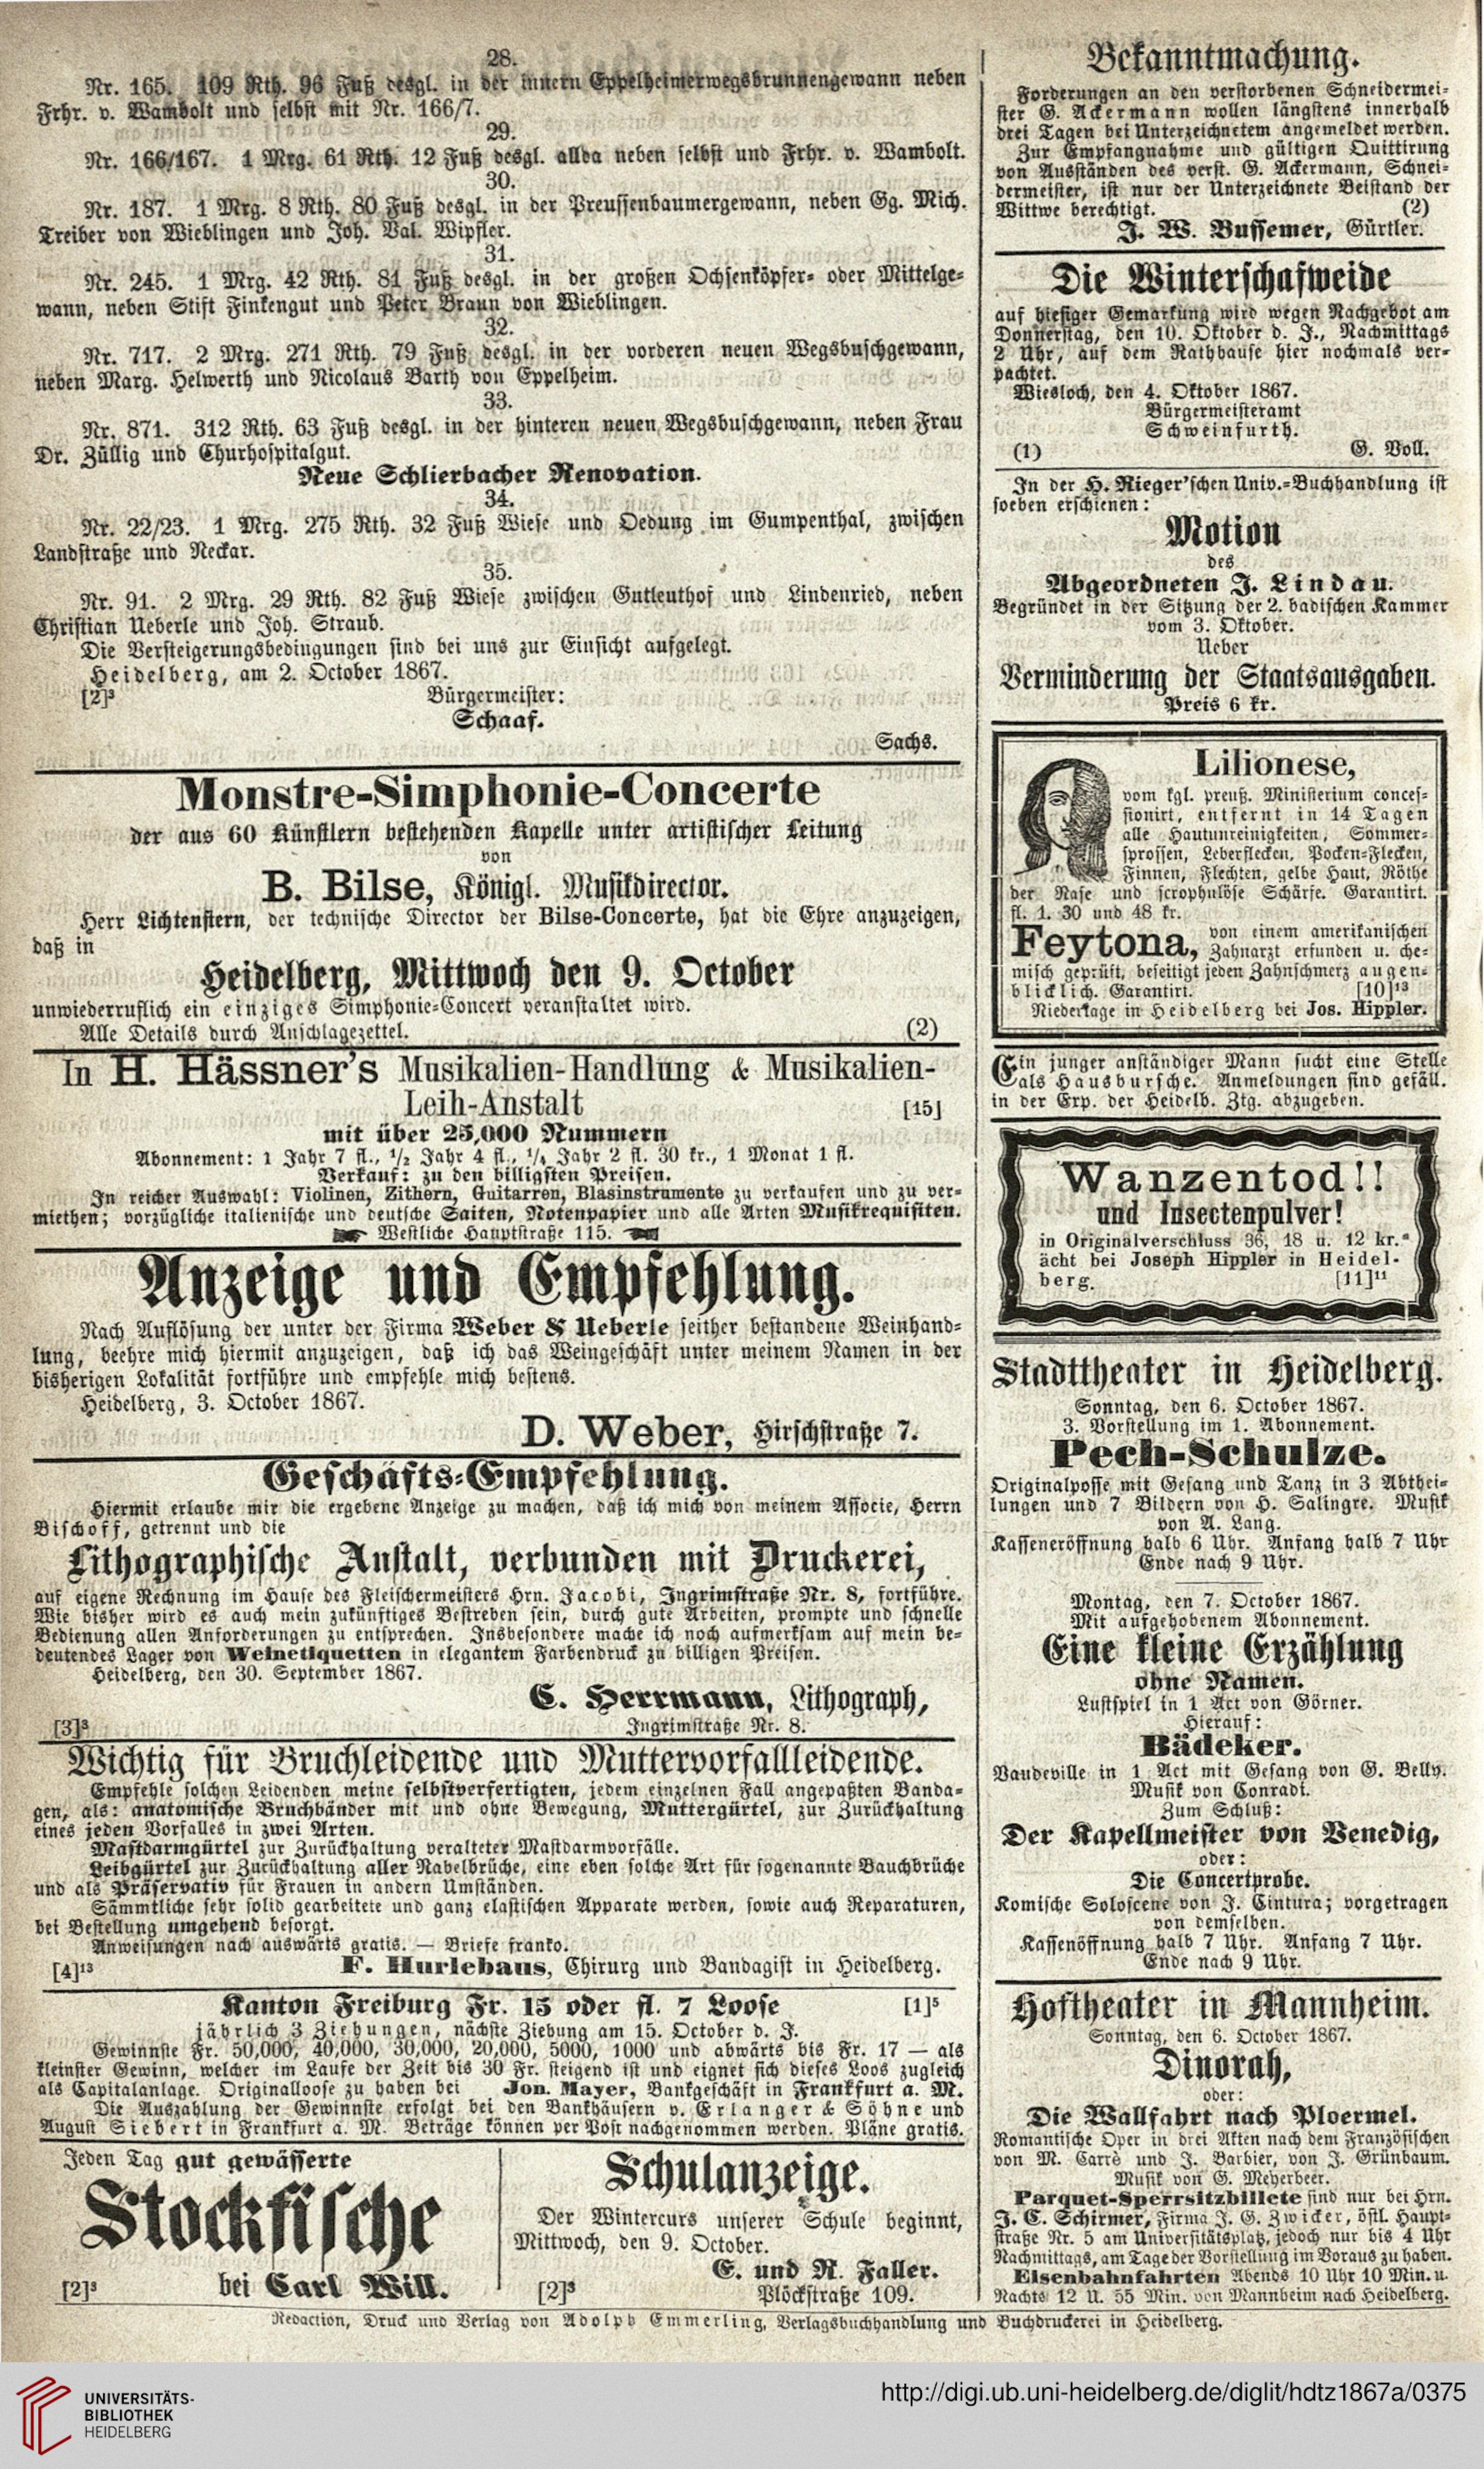 28.
Nr. 165. 109 Rth. 96 Fuß desgl. in der innern Eppelheimerwegsbrunnengewann neben
Frhr. v. Wambolt und selbst mit Nr. 166/7.
29.
Nr. 166/167. 1 Mrg. 61 Rth. 12 Fuß desgl. allda neben selbst und Frhr. v. Wambolt.
30.
Nr. 187. 1 Mrg. 8 Rth. 80 Fuß desgl. in der Preussenbaumergewann, neben Gg. Mich.
Treiber von Wieblingen und Joh. Val. Wipfler.
31.
Nr. 245. 1 Mrg. 42 Rth. 81 Fuß desgl. in der großen Ochsenköpfer- oder Mittelge-
wann, neben Stift Finkengut und Peter Braun von Wieblingen.
32.
Nr. 717. 2 Mrg. 271 Rth. 79 Fuß desgl. in der vorderen neuen Wegsbuschgewann,
neben Marg. Helwerth und Nicolaus Barth von Eppelheim.
33.
Nr. 871. 312 Rth. 63 Fuß desgl. in der hinteren neuen Wegsbuschgewann, neben Frau
Dr. Züllig und Churhospitalgut.
Neue Schlierbacher Renovation.
34.
Nr. 22/23. 1 Mrg. 275 Rth. 32 Fuß Wiese und Oedung im Gumpenthal, zwischen
Landstraße und Neckar.
35.
Nr. 91. 2 Mrg. 29 Rth. 82 Fuß Wiese zwischen Gutleuthof und Lindenried, neben
Christian Ueberle und Joh. Straub.
Die Versteigerungsbedingungen sind bei uns zur Einsicht aufgelegt.
Heidelberg, am 2. October 1867.
[2]³ Bürgermeister:
Schaaf.
Sachs.
Monstre-Simphonie-Concerte
der aus 60 Künstlern bestehenden Kapelle unter artistischer Leitung
von
B. Bilse, Königl. Musikdirector.
Herr Lichtenstern, der technische Director der Bilse-Concerte, hat die Ehre anzuzeigen,
daß in
Heidelberg, Mittwoch den 9. October
unwiederruflich ein einziges Simphonie-Concert veranstaltet wird.
Alle Details durch Anschlagezettel. (2)
In H. Hässner's Musikalien-Handlung & Musikalien-
Leih-Anstalt [15]
mit über 25,000 Nummern
Abonnement: 1 Jahr 7 fl., ½ Jahr 4 fl., ¼ Jahr 2 fl. 30 kr., 1 Monat 1 fl.
Verkauf: zu den billigsten Preisen.
In reicher Auswahl: Violinen, Zithern, Guitarren, Blasinstrumente zu verkaufen und zu ver-
miethen; vorzügliche italienische und deutsche Saiten, Notenpapier und alle Arten Musikrequisiten.
Westliche Hauptstraße 115.
Anzeige und Empfehlung.
Nach Auflösung der unter der Firma Weber & Ueberle seither bestandene Weinhand-
lung, beehre mich hiermit anzuzeigen, daß ich das Weingeschäft unter meinem Namen in der
bisherigen Lokalität fortführe und empfehle mich bestens.
Heidelberg, 3. October 1867.
D. Weber, Hirschstraße 7.
Geschäfts-Empfehlung.
Hiermit erlaube mir die ergebene Anzeige zu machen, daß ich mich von meinem Associe, Herrn
Bischoff, getrennt und die
Lithographische Anstalt, verbunden mit Druckerei,
auf eigene Rechnung im Hause des Fleischermeisters Hrn. Jacobi, Ingrimstraße Nr. 8, fortführe.
Wie bisher wird es auch mein zukünftiges Bestreben sein, durch gute Arbeiten, prompte und schnelle
Bedienung allen Anforderungen zu entsprechen. Insbesondere mache ich noch aufmerksam auf mein be-
deutendes Lager von Weinetiquetten in elegantem Farbendruck zu billigen Preisen.
Heidelberg, den 30. September 1867.
C. Herrmann, Lithograph,
[3]³ Ingrimstraße Nr. 8.
Wichtig für Bruchleidende und Muttervorfallleidende.
Empfehle solchen Leidenden meine selbstverfertigten, jedem einzelnen Fall angepaßten Banda-
gen, als: anatomische Bruchbänder mit und ohne Bewegung, Muttergürtel, zur Zurückhaltung
eines jeden Vorfalles in zwei Arten.
Mastdarmgürtel zur Zurückhaltung veralteter Mastdarmvorfälle.
Leibgürtel zur Zurückhaltung aller Nabelbrüche, eine eben solche Art für sogenannte Bauchbrüche
und als Präservativ für Frauen in andern Umständen.
Sämmtliche sehr solid gearbeitete und ganz elastischen Apparate werden, sowie auch Reparaturen,
bei Bestellung umgehend besorgt.
Anweisungen nach auswärts gratis. — Briefe franko.
[4]¹³ F. Hurlebaus, Chirurg und Bandagist in Heidelberg.
Kanton Freiburg Fr. 15 oder fl. 7 Loose [1]⁵
jährlich 3 Ziehungen, nächste Ziehung am 15. October d. J.
Gewinnste Fr. 50,000, 40,000, 30,000, 20,000, 5000, 1000 und abwärts bis Fr. 17 — als
kleinster Gewinn, welcher im Laufe der Zeit bis 30 Fr. steigend ist und eignet sich dieses Loos zugleich
als Capitalanlage. Originalloose zu haben bei Jon. Mayer, Bankgeschäft in Frankfurt a. M.
Die Auszahlung der Gewinnste erfolgt bei den Bankhäusern v. Erlanger & Söhne und
August Siebert in Frankfurt a. M. Beträge können per Post nachgenommen werden. Pläne gratis.
Jeden Tag gut gewässerte
Stockfische
[2]³ bei Carl Will.
Schulanzeige.
Der Wintercurs unserer Schule beginnt,
Mittwoch, den 9. October.
E. und N. Faller.
[2]³ Plöckstraße 109.
Bekanntmachung.
Forderungen an den verstorbenen Schneidermei-
ster G. Ackermann wollen längstens innerhalb
drei Tagen bei Unterzeichnetem angemeldet werden.
Zur Empfangnahme und gültigen Quittirung
von Ausständen des verst. G. Ackermann, Schnei-
dermeister, ist nur der Unterzeichnete Beistand der
Wittwe berechtigt. (2)
J. W. Bussemer, Gürtler.
Die Winterschafweide
auf hiesiger Gemarkung wird wegen Nachgebot am
Donnerstag, den 10. Oktober d. J., Nachmittags
2 Uhr, auf dem Rathhause hier nochmals ver-
pachtet.
Wiesloch, den 4. Oktober 1867.
Bürgermeisteramt
Schweinfurth.
(1) G. Voll.
In der H. Rieger'schen Univ.-Buchhandlung ist
soeben erschienen:
Motion
des
Abgeordneten J. Lindau.
Begründet in der Sitzung der 2. badischen Kammer
vom 3. Oktober.
Ueber
Verminderung der Staatsausgaben.
Preis 6 kr.
Lilionese,
vom kgl. preuß. Ministerium conces-
sionirt, entfernt in 14 Tagen
alle Hautunreinigkeiten, Sommer-
sprossen, Leberflecken, Pocken-Flecken,
Finnen, Flechten, gelbe Haut, Röthe
der Nase und scrophulöse Schärfe. Garantirt.
fl. 1. 30 und 48 kr.
Feytona, von einem amerikanischen
Zahnarzt erfunden u. che-
misch geprüft, beseitigt jeden Zahnschmerz augen-
blicklich. Garantirt. [10]¹³
Niederlage in Heidelberg bei Jos. Hippler.
Ein junger anständiger Mann sucht eine Stelle
als Hausbursche. Anmeldungen sind gefäll.
in der Exp. der Heidelb. Ztg. abzugeben.
Wanzentod!!
und Insectenpulver!
in Originalverschluss 36, 18 u. 12 kr.
ächt bei Joseph Hippler in Heidel-
berg. [11]¹¹
Stadttheater in Heidelberg.
Sonntag, den 6. October 1867.
3. Vorstellung im 1. Abonnement.
Pech-Schulze.
Originalposse mit Gesang und Tanz in 3 Abthei-
lungen und 7 Bildern von H. Salingre. Musik
von A. Lang.
Kasseneröffnung halb 6 Uhr. Anfang halb 7 Uhr
Ende nach 9 Uhr.
Montag, den 7. October 1867.
Mit aufgehobenem Abonnement.
Eine kleine Erzählung
ohne Namen.
Lustspiel in 1 Act von Görner.
Hierauf:
Bädeker.
Vaudeville in 1 Act mit Gesang von G. Belly.
Musik von Conradi.
Zum Schluß:
Der Kapellmeister von Venedig,
oder:
Die Concertprobe.
Komische Soloscene von J. Cintura; vorgetragen
von demselben.
Kassenöffnung halb 7 Uhr. Anfang 7 Uhr.
Ende nach 9 Uhr.
Hoftheater in Mannheim.
Sonntag, den 6. October 1867.
Dinorah,
oder:
Die Wallfahrt nach Ploermel.
Romantische Oper in drei Akten nach dem Französischen
von M. Carrè und J. Barbier, von J. Grünbaum.
Musik von G. Meyerbeer.
Parquet-Sperrsitzbillete sind nur bei Hrn.
J. C. Schirmer, Firma J. G. Zwicker, östl. Haupt-
straße Nr. 5 am Universitätsplatz, jedoch nur bis 4 Uhr
Nachmittags, am Tage der Vorstellung im Voraus zu haben.
Eisenbahnfahrten Abends 10 Uhr 10 Min. u.
Nachts 12 U. 55 Min. von Mannheim nach Heidelberg.
Redaction, Druck und Verlag von Adolph Emmerling, Verlagsbuchhandlung und Buchdruckerei in Heidelberg.
UNIVERSITÄTS-
BIBLIOTHEK
HEIDELBERG
http://digi.ub.uni-heidelberg.de/diglit/hdtz1867a/0375